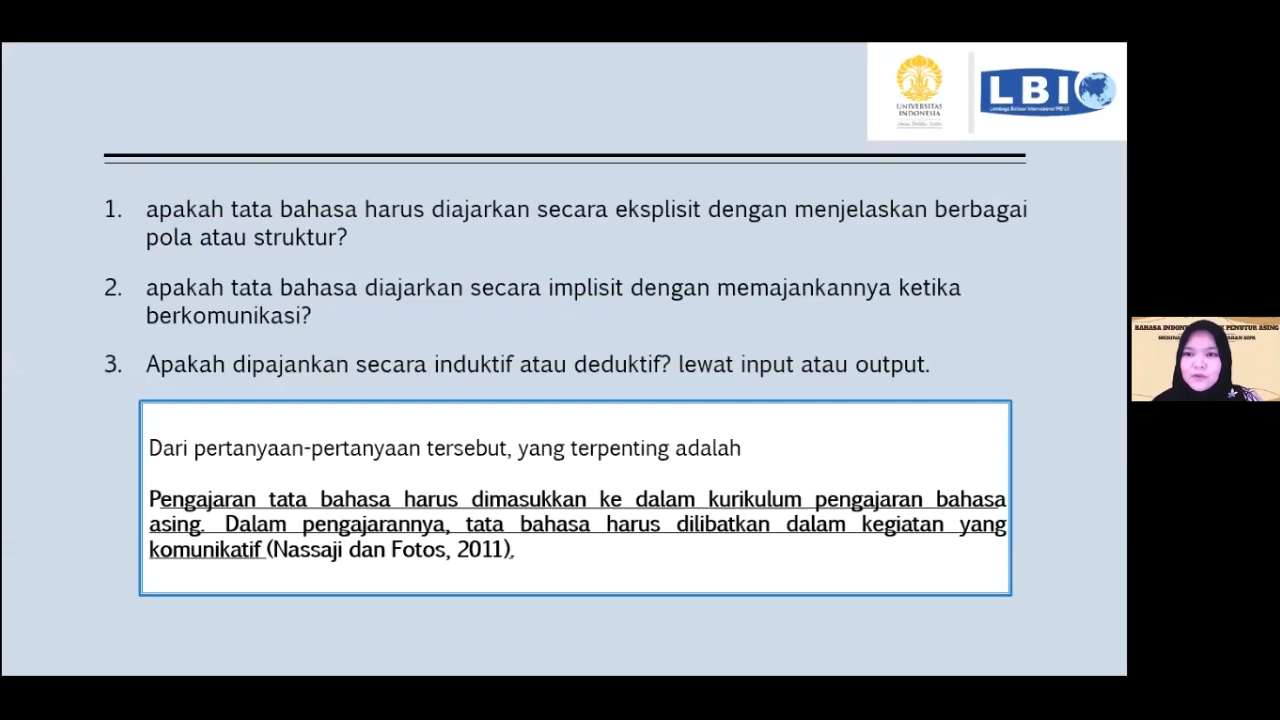 UNIVERSITAS
INDONESIA
LBI
1. apakah tata bahasa harus diajarkan secara eksplisit dengan menjelaskan berbagai
pola atau struktur?
2. apakah tata bahasa diajarkan secara implisit dengan memajankannya ketika
berkomunikasi?
3. Apakah dipajankan secara induktif atau deduktif? lewat input atau output.
Dari pertanyaan-pertanyaan tersebut, yang terpenting adalah
Pengajaran tata bahasa harus dimasukkan ke dalam kurikulum pengajaran bahasa
asing. Dalam pengajarannya, tata bahasa harus dilibatkan dalam kegiatan yang
komunikatif (Nassaji dan Fotos, 2011).
BAHASA INDON PENUTUR ASING